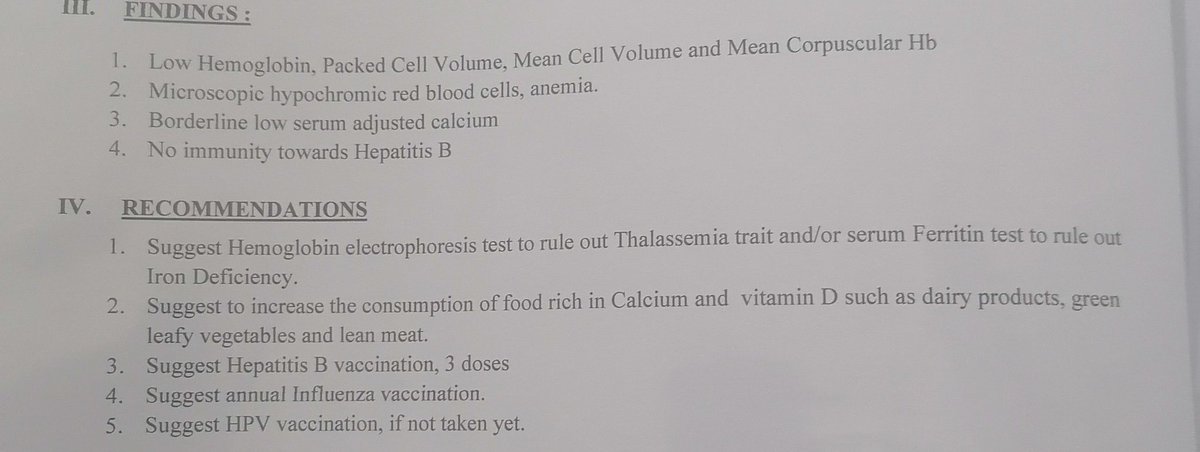 III. FINDINGS :
1. Low Hemoglobin, Packed Cell Volume, Mean Cell Volume and Mean Corpuscular Hb
2. Microscopic hypochromic red blood cells, anemia.
3. Borderline low serum adjusted calcium
4. No immunity towards Hepatitis B
IV. RECOMMENDATIONS
1. Suggest Hemoglobin electrophoresis test to rule out Thalassemia trait and/or serum Ferritin test to rule out
Iron Deficiency.
2. Suggest to increase the consumption of food rich in Calcium and vitamin D such as dairy products, green
leafy vegetables and lean meat.
3. Suggest Hepatitis B vaccination, 3 doses
4. Suggest annual Influenza vaccination.
5. Suggest HPV vaccination, if not taken yet.